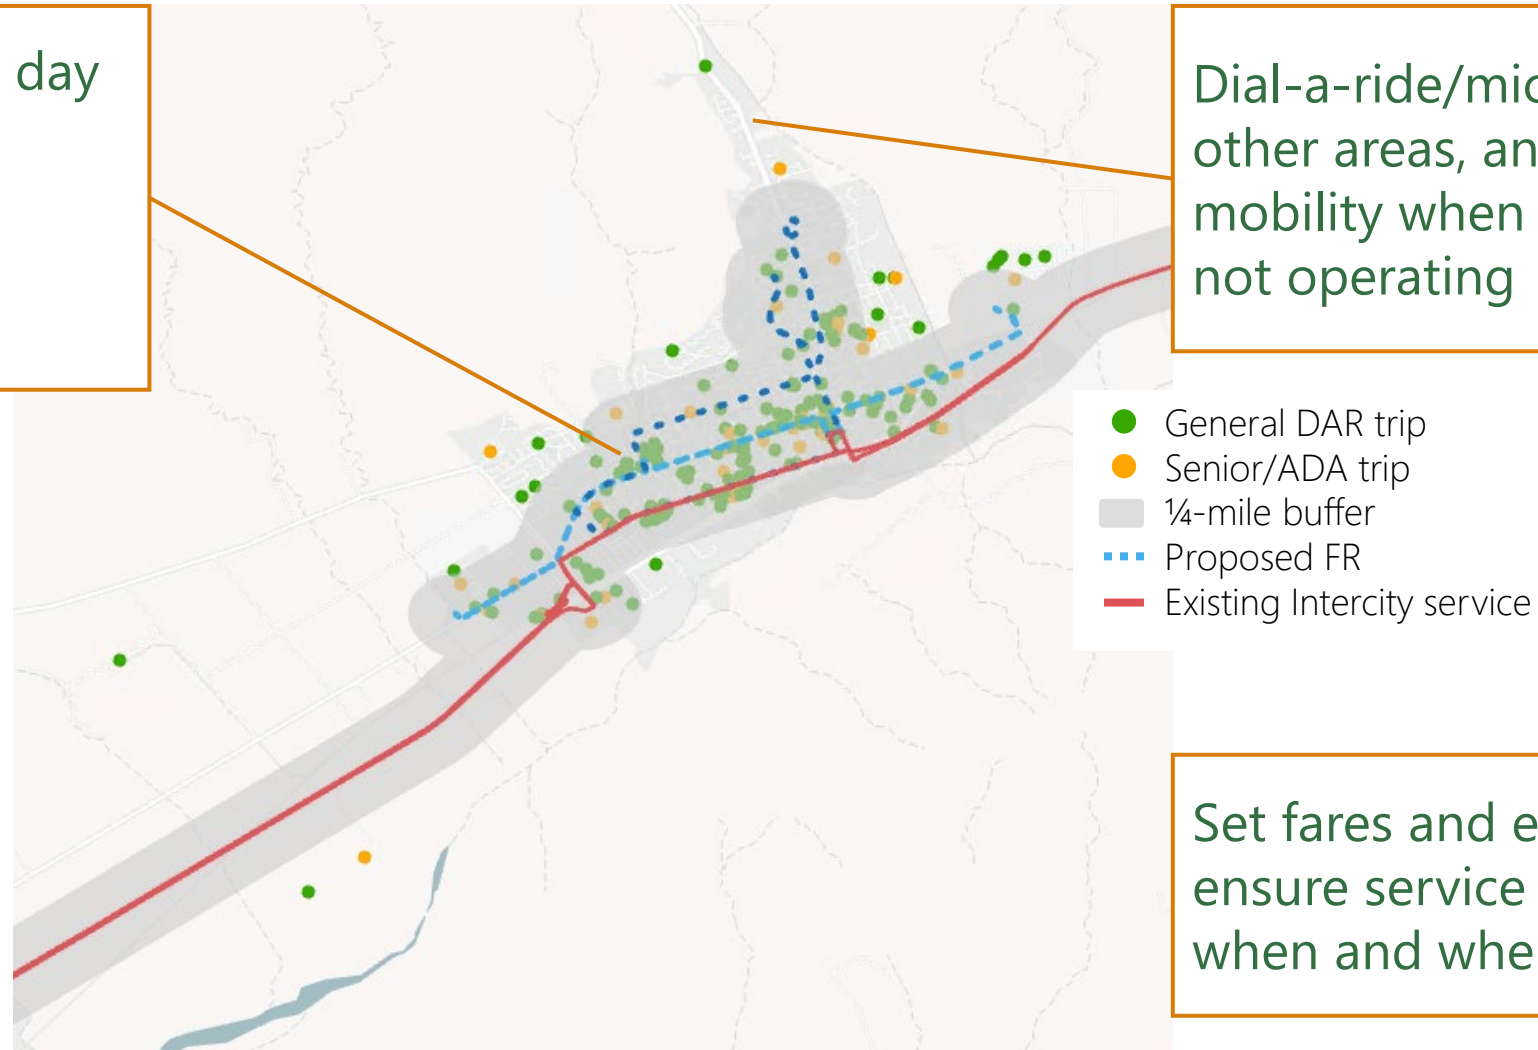 day
Dial-a-ride/mic
other areas, an
mobility when
not operating
General DAR trip
Senior/ADA trip
¼-mile buffer
Proposed FR
Existing Intercity service
Set fares and e
ensure service
when and whe